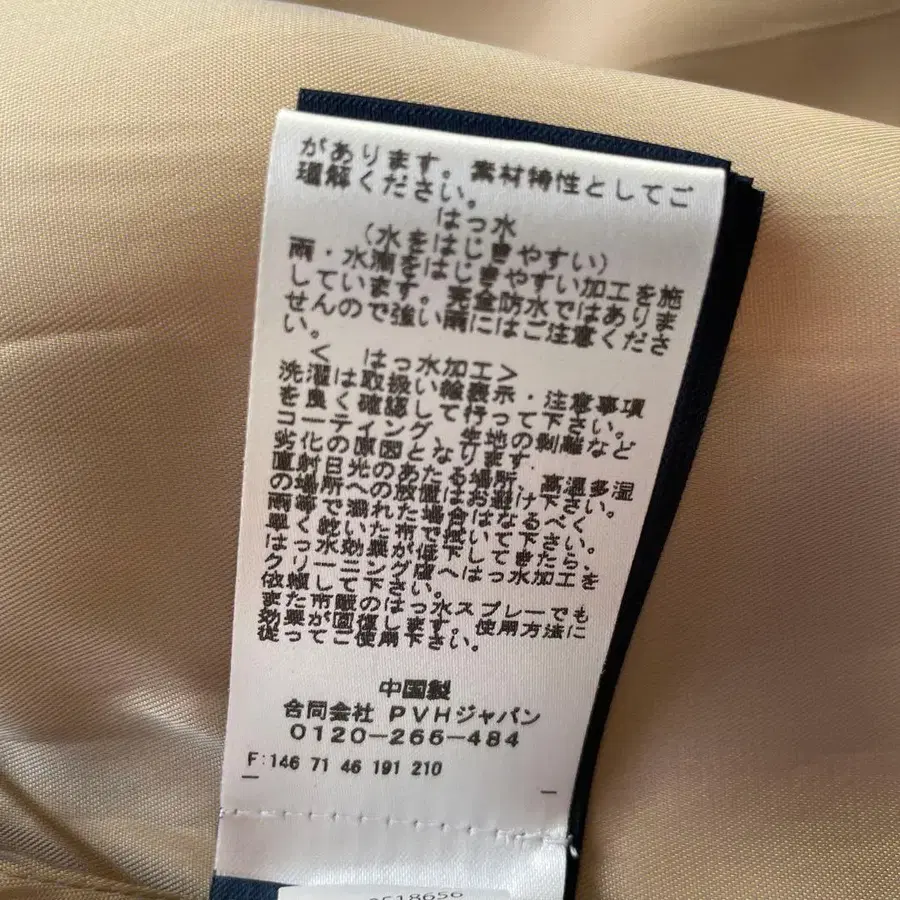 があります。素材特性としてご
理解ください。
はっ水
(水をはじきやすい)
雨・水滴をはじきやすい加工を施
しています。完全防水ではありま
せんので強い雨にはご注意くださ
い。
< はっ水加工>
洗濯は取扱い絵表示・注意事項
を良く確認して行って下さい。
コーティング、生地の剥離など
劣化の原因となります.
直射日光のあたる場所、高温多湿
の場所への放置はお避け下さい。
雨等で濡れた場合はなるべく
早く乾いた布で拭いて下さい。
はっ水効果が低下してきたら、
クリーニング店へはっ水加工を
依頼して下さい。
また市販のはっ水スプレーでも
効果が回復します。使用方法に
従ってご使用下さい。
中国製
合同会社 PVHジャパン
0120-266-484
F:146 71 46 191 210